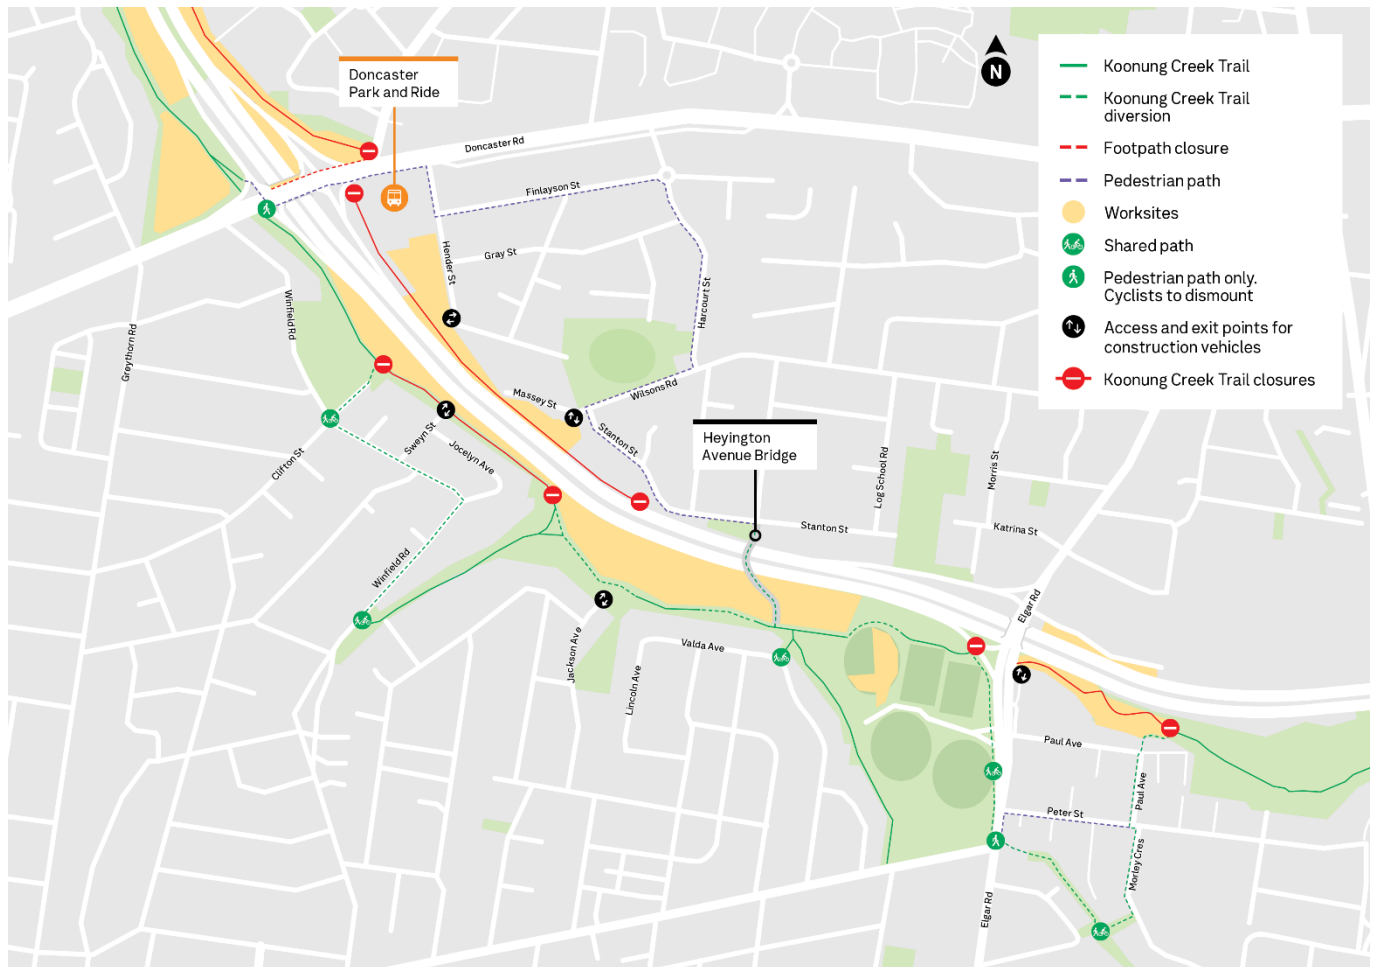 Doncaster
Park and Ride
N
Koonung Creek Trail
Koonung Creek Trail
diversion
Footpath closure
Pedestrian path
Worksites
Shared path
Pedestrian path only.
Cyclists to dismount
Access and exit points for
construction vehicles
Koonung Creek Trail closures
Doncaster Rd
Finlayson St
Hender St
Gray St
Harcourt St
Winfield Rd
Greythorn Rd
Massey St
Wilsons Rd
Stanton St
Sweyn St
Jocelyn Ave
Clifton St
Heyington
Avenue Bridge
Log School Rd
Morris St
Stanton St
Katrina St
Winfield Rd
Elgar Rd
Jackson Ave
Valda Ave
Lincoln Ave
Paul Ave
Paul Ave
Peter St
Morley Cres
Elgar Rd